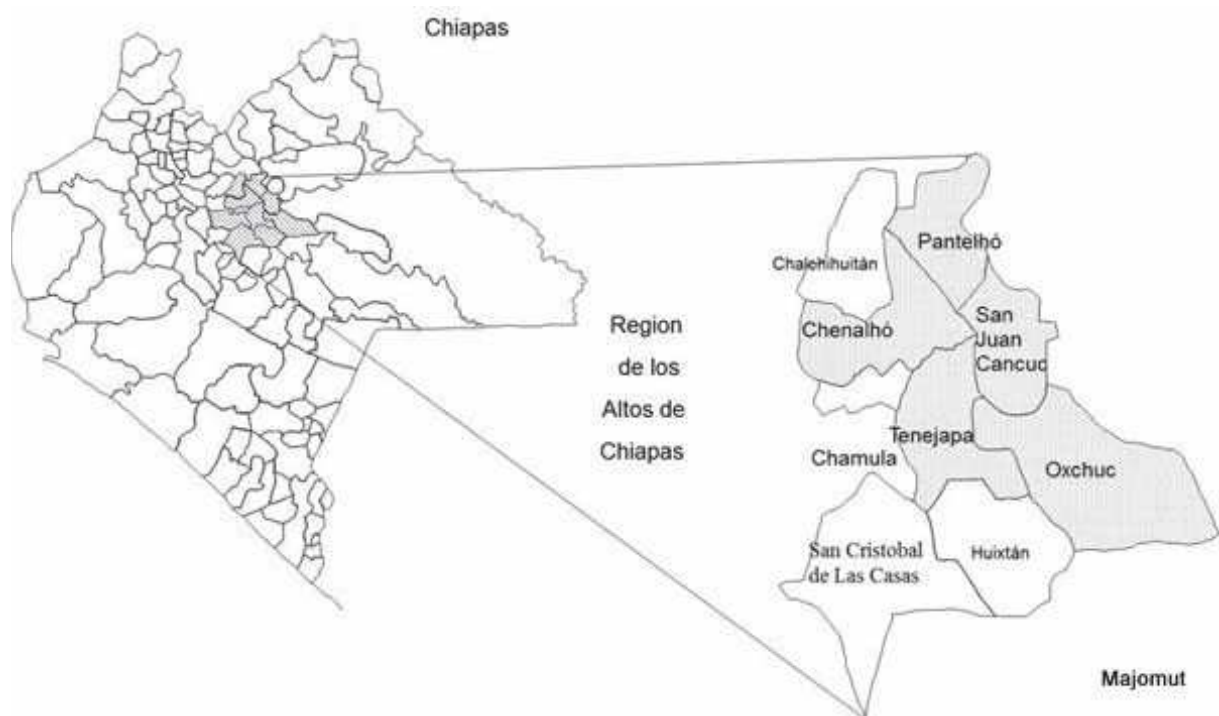 Chiapas
Region
de los
Altos de
Chiapas
Pantelhó
Chalchihuitán
Chenalhó
San
Juan
Cancuc
Tenejapa
Chamula
Oxchuc
San Cristobal
de Las Casas
Huixtán
Majomut